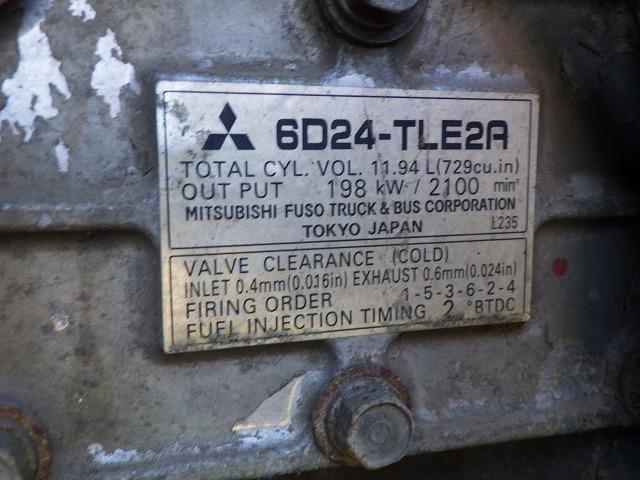 6D24-TLE2A
TOTAL CYL. VOL. 11.94 L(729cu.in)
OUT PUT 198 kW / 2100 min⁻¹
MITSUBISHI FUSO TRUCK & BUS CORPORATION
TOKYO JAPAN L235
VALVE CLEARANCE (COLD)
INLET 0.4mm(0.016in) EXHAUST 0.6mm(0.024in)
FIRING ORDER 1-5-3-6-2-4
FUEL INJECTION TIMING 2 °BTDC